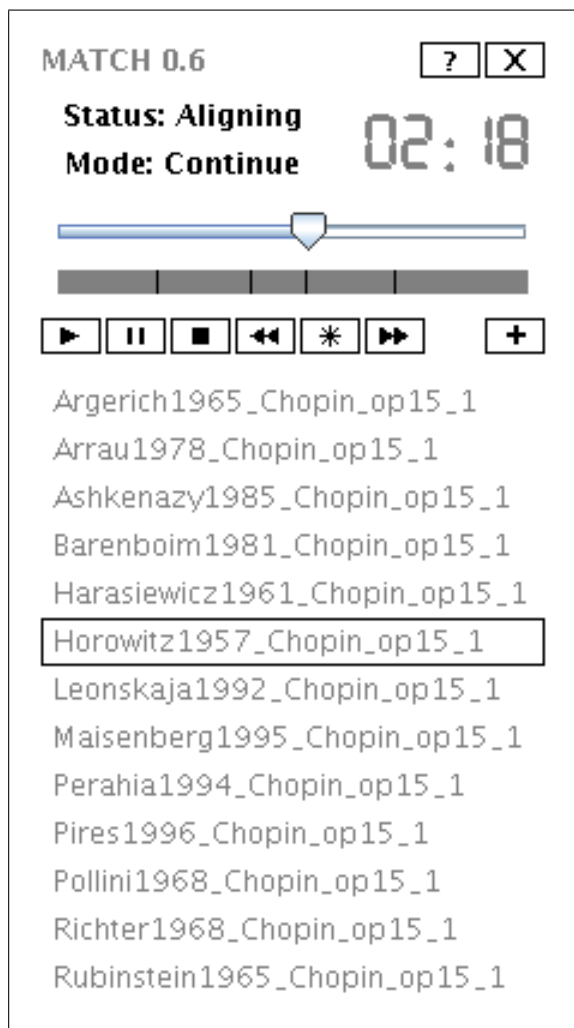 MATCH 0.6 ? X
Status: Aligning 02:18
Mode: Continue
Argerich1965_Chopin_op15_1
Arrau1978_Chopin_op15_1
Ashkenazy1985_Chopin_op15_1
Barenboim1981_Chopin_op15_1
Harasiewicz1961_Chopin_op15_1
Horowitz1957_Chopin_op15_1
Leonskaja1992_Chopin_op15_1
Maisenberg1995_Chopin_op15_1
Perahia1994_Chopin_op15_1
Pires1996_Chopin_op15_1
Pollini1968_Chopin_op15_1
Richter1968_Chopin_op15_1
Rubinstein1965_Chopin_op15_1